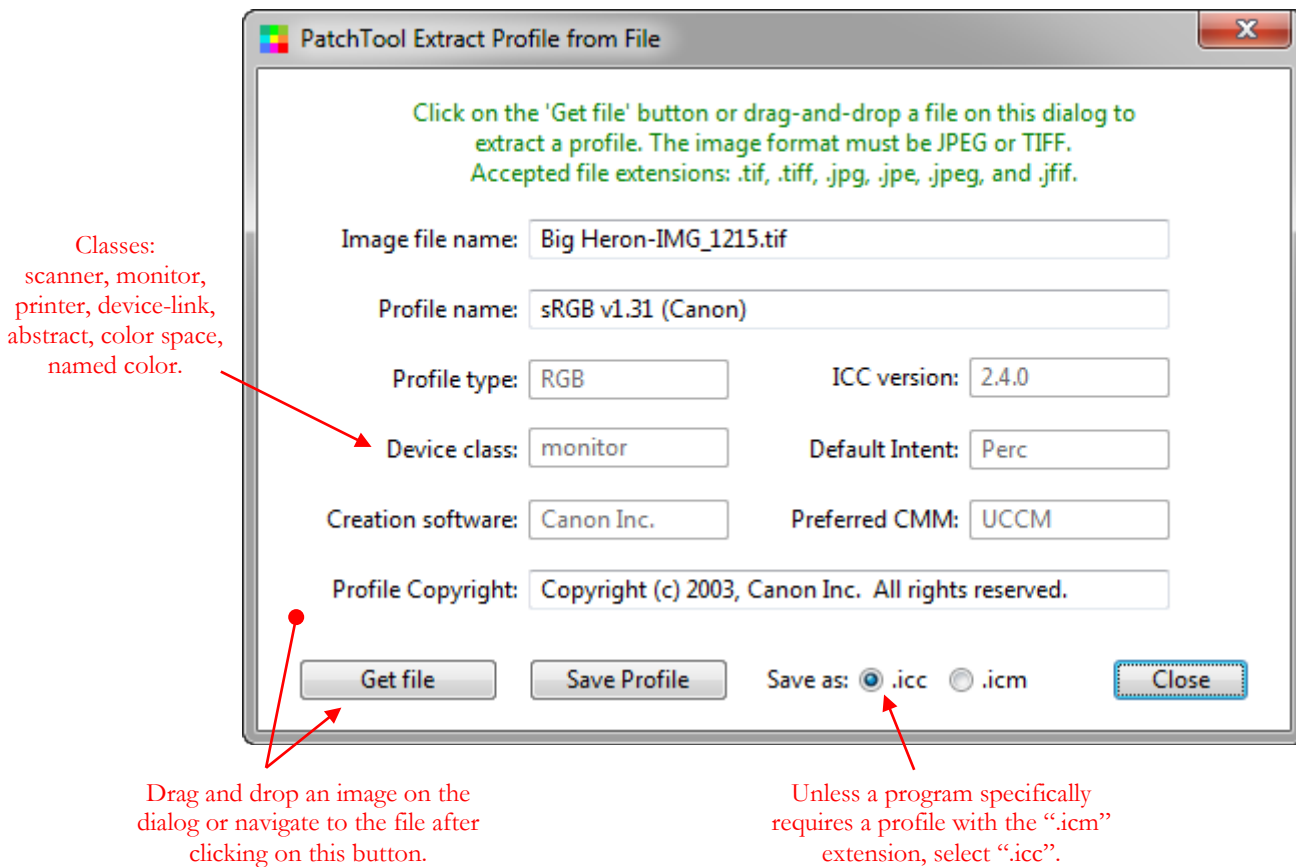 PatchTool Extract Profile from File
Click on the 'Get file' button or drag-and-drop a file on this dialog to
extract a profile. The image format must be JPEG or TIFF.
Accepted file extensions: .tif, .tiff, .jpg, .jpe, .jpeg, and .jfif.
Image file name: Big Heron-IMG_1215.tif
Classes:
scanner, monitor,
printer, device-link,
abstract, color space,
named color.
Profile name: sRGB v1.31 (Canon)
Profile type: RGB ICC version: 2.4.0
Device class: monitor Default Intent: Perc
Creation software: Canon Inc. Preferred CMM: UCCM
Profile Copyright: Copyright (c) 2003, Canon Inc.  All rights reserved.
Get file Save Profile Save as: .icc .icm Close
Drag and drop an image on the
dialog or navigate to the file after
clicking on this button.
Unless a program specifically
requires a profile with the “.icm”
extension, select “.icc”.